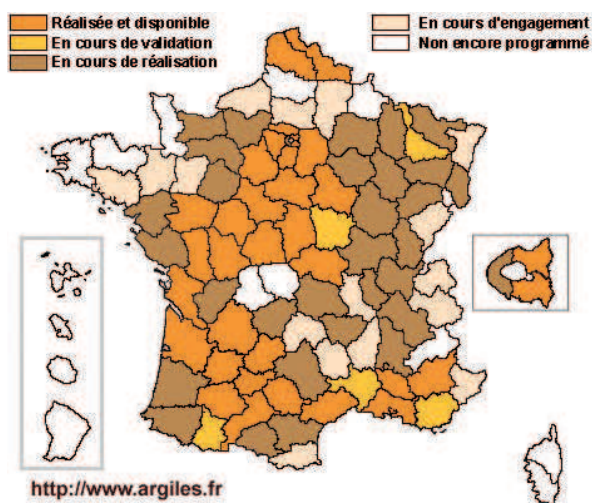 Réalisée et disponible
En cours de validation
En cours de réalisation
En cours d'engagement
Non encore programmé
http://www.argiles.fr